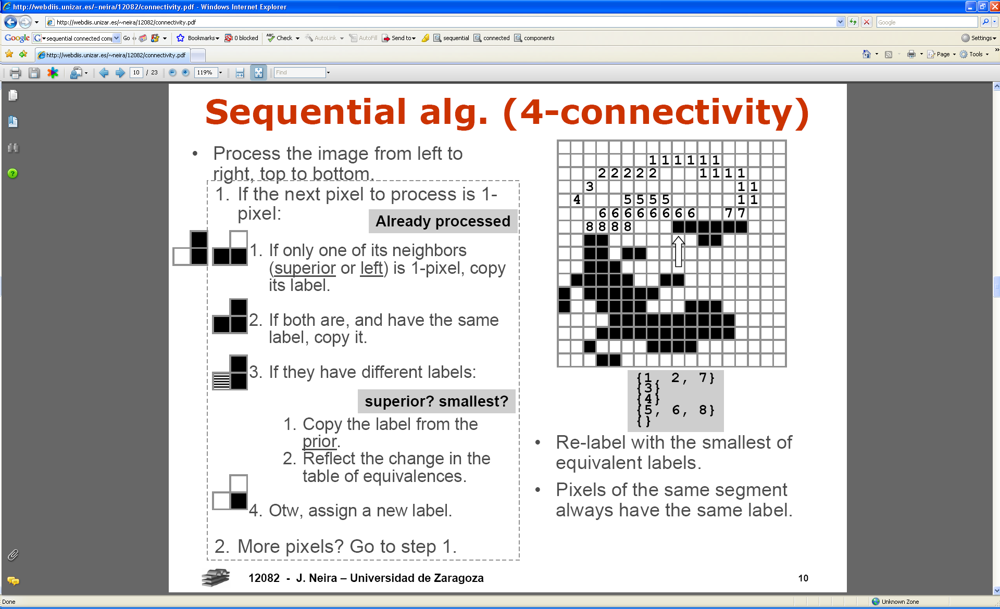 http://webdiis.unizar.es/~neira/12082/connectivity.pdf - Windows Internet Explorer
http://webdiis.unizar.es/~neira/12082/connectivity.pdf
Google
Google
sequential connected comp
Go
Bookmarks
0 blocked
Check
AutoLink
AutoFill
Send to
sequential
connected
components
Settings
http://webdiis.unizar.es/~neira/12082/connectivity.pdf
Page
Tools
10 / 23
119%
Find
Sequential alg. (4-connectivity)
• Process the image from left to
right, top to bottom.
1. If the next pixel to process is 1-
pixel:
Already processed
1. If only one of its neighbors
(superior or left) is 1-pixel, copy
its label.
2. If both are, and have the same
label, copy it.
3. If they have different labels:
superior? smallest?
1. Copy the label from the
prior.
2. Reflect the change in the
table of equivalences.
4. Otw, assign a new label.
2. More pixels? Go to step 1.
1 1 1 1 1 1
2 2 2 2 2 1 1 1 1
3 1 1
4 5 5 5 5 1 1
6 6 6 6 6 6 6 6 7 7
8 8 8 8
{1, 2, 7}
{3}
{4}
{5, 6, 8}
{}
• Re-label with the smallest of
equivalent labels.
• Pixels of the same segment
always have the same label.
12082 - J. Neira – Universidad de Zaragoza
10
Done
Unknown Zone